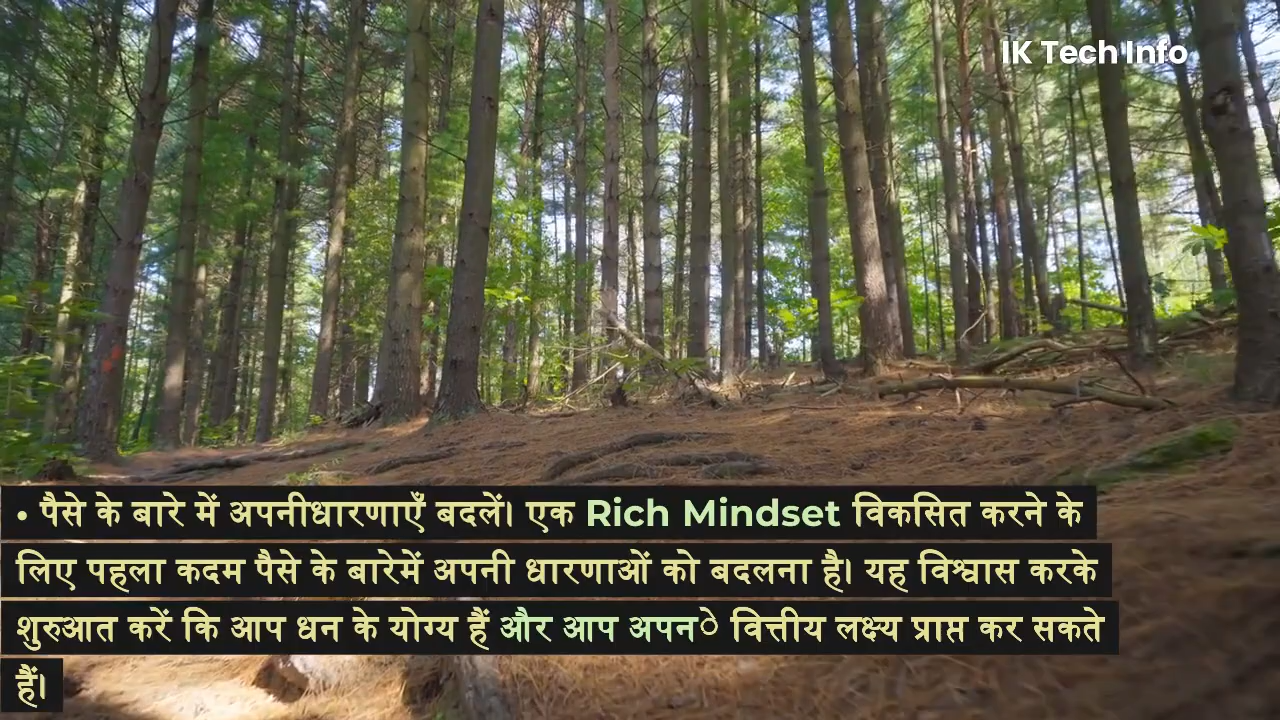 IK Tech Info
• पैसे के बारे में अपनीधारणाएँ बदलें। एक Rich Mindset विकसित करने के
लिए पहला कदम पैसे के बारेमें अपनी धारणाओं को बदलना है। यह विश्वास करके
शुरुआत करें कि आप धन के योग्य हैं और आप अपने वित्तीय लक्ष्य प्राप्त कर सकते
हैं।